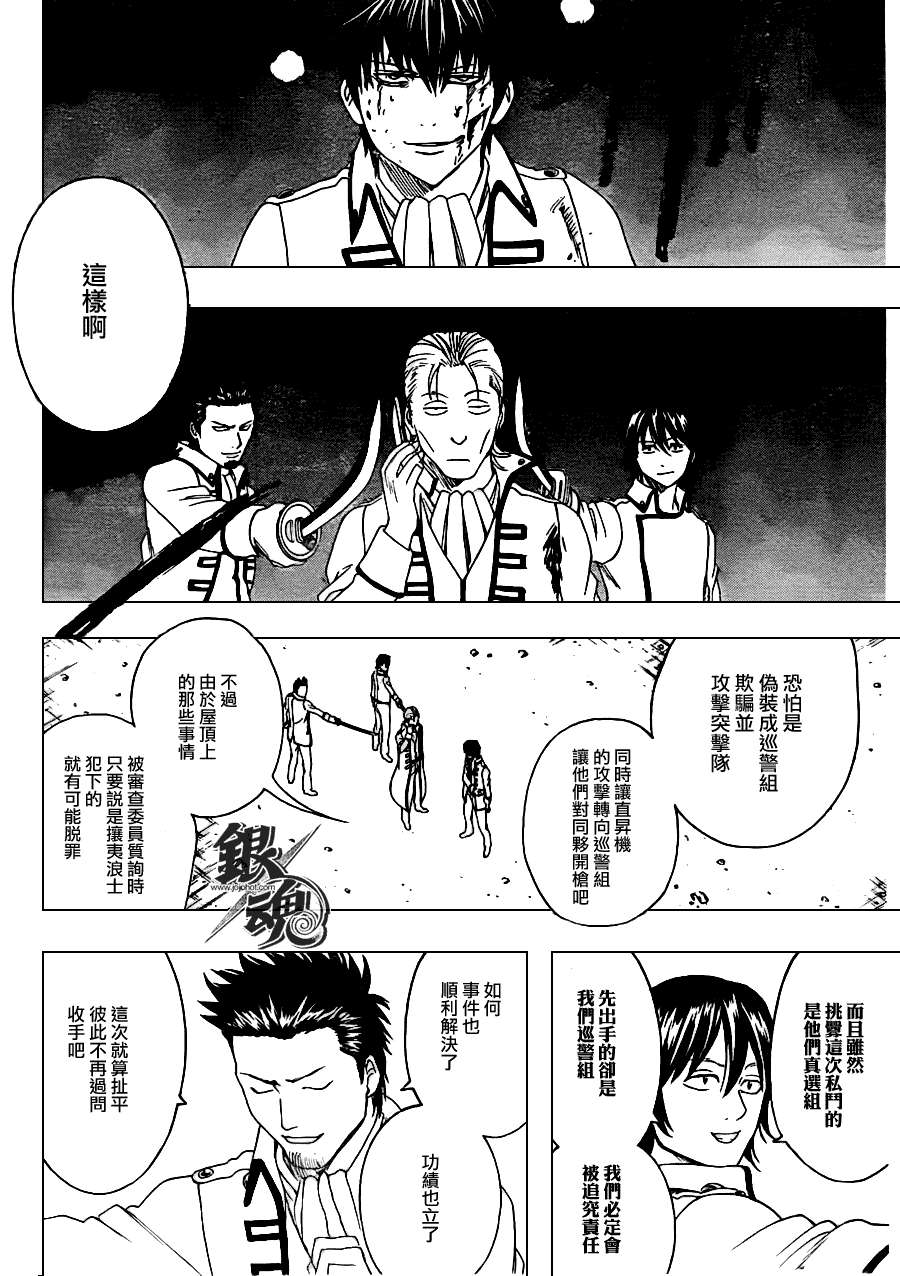 這樣啊
恐怕是
偽裝成巡警組
欺騙並
攻擊突擊隊
同時讓直昇機
的攻擊轉向巡警組
讓他們對同夥開槍吧
不過
由於屋頂上
的那些事情
被審查委員質詢時
只要說是攘夷浪士
犯下的
就有可能脫罪
銀魂
www.jojohot.com
而且雖然
挑釁這次私鬥的
是他們真選組
先出手的卻是
我們巡警組
我們必定會
被追究責任
如何
事件也
順利解決了
功績也立了
這次就算扯平
彼此不再過問
收手吧